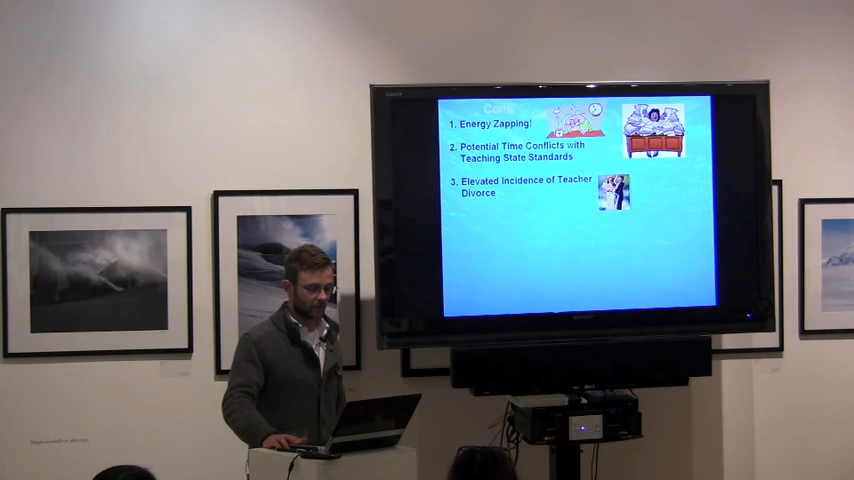 Cons
1. Energy Zapping!
2. Potential Time Conflicts with
Teaching State Standards
3. Elevated Incidence of Teacher
Divorce